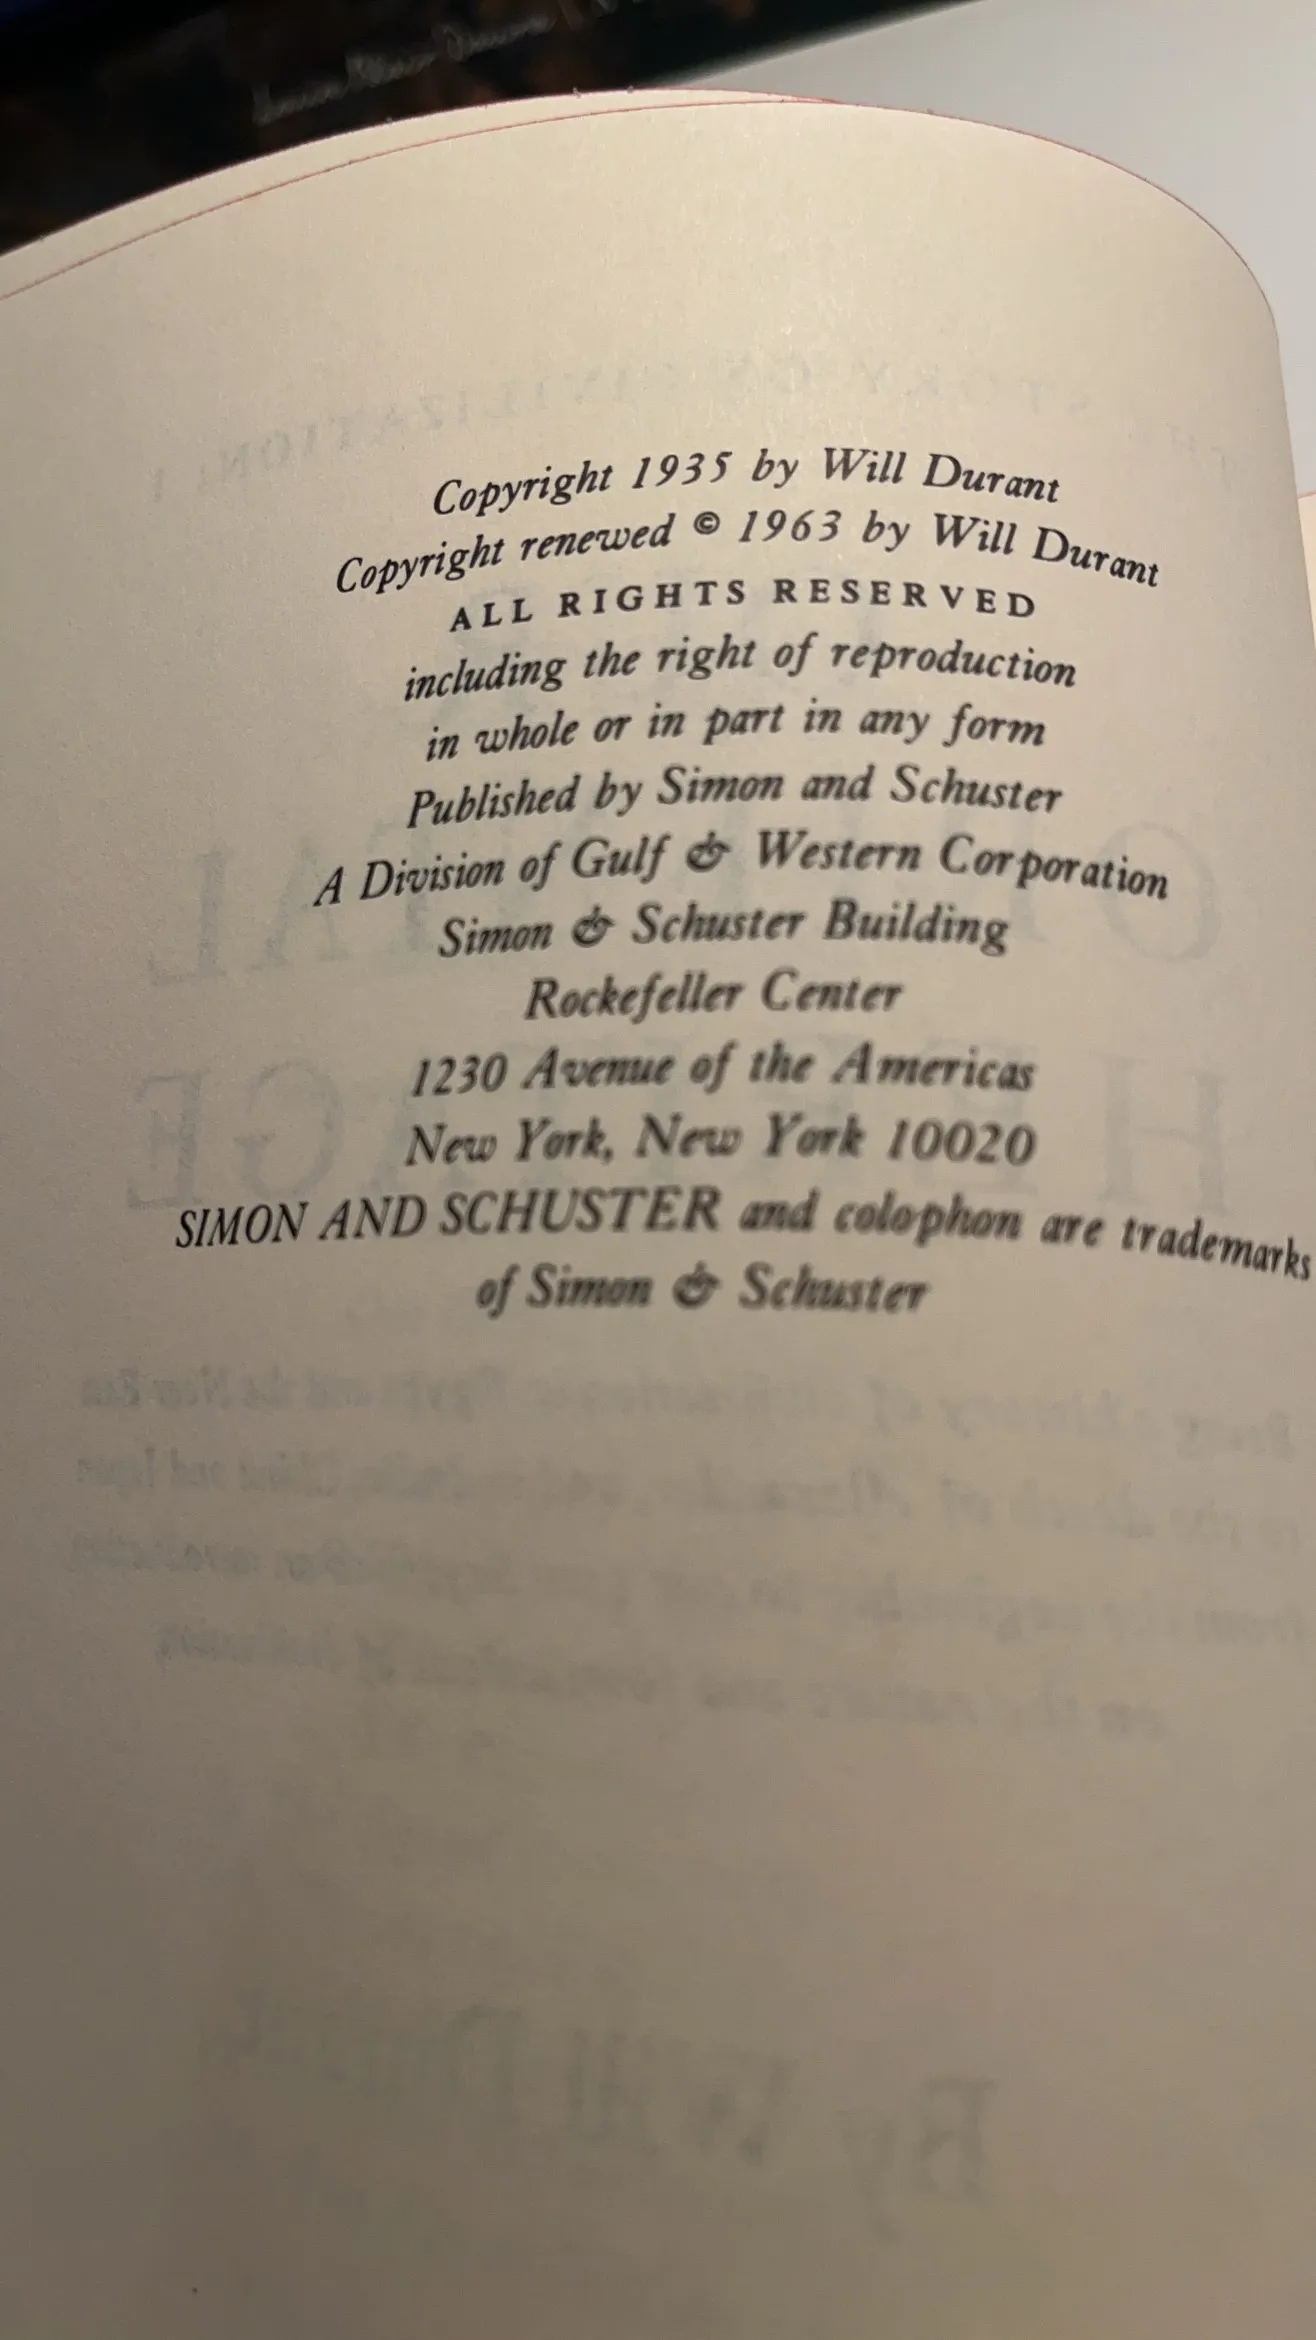 Copyright 1935 by Will Durant
Copyright renewed © 1963 by Will Durant
ALL RIGHTS RESERVED
including the right of reproduction
in whole or in part in any form
Published by Simon and Schuster
A Division of Gulf & Western Corporation
Simon & Schuster Building
Rockefeller Center
1230 Avenue of the Americas
New York, New York 10020
SIMON AND SCHUSTER and colophon are trademarks
of Simon & Schuster